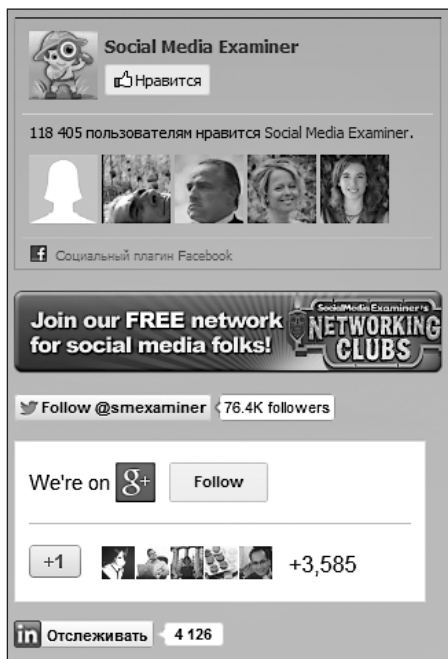 Social Media Examiner
Нравится
118 405 пользователям нравится Social Media Examiner.
f Социальный плагин Facebook
Join our FREE network
for social media folks!
SocialMediaExaminer's
NETWORKING
CLUBS
Follow @smexaminer 76.4K followers
We're on g+ Follow
+1 +3,585
in Отслеживать 4 126